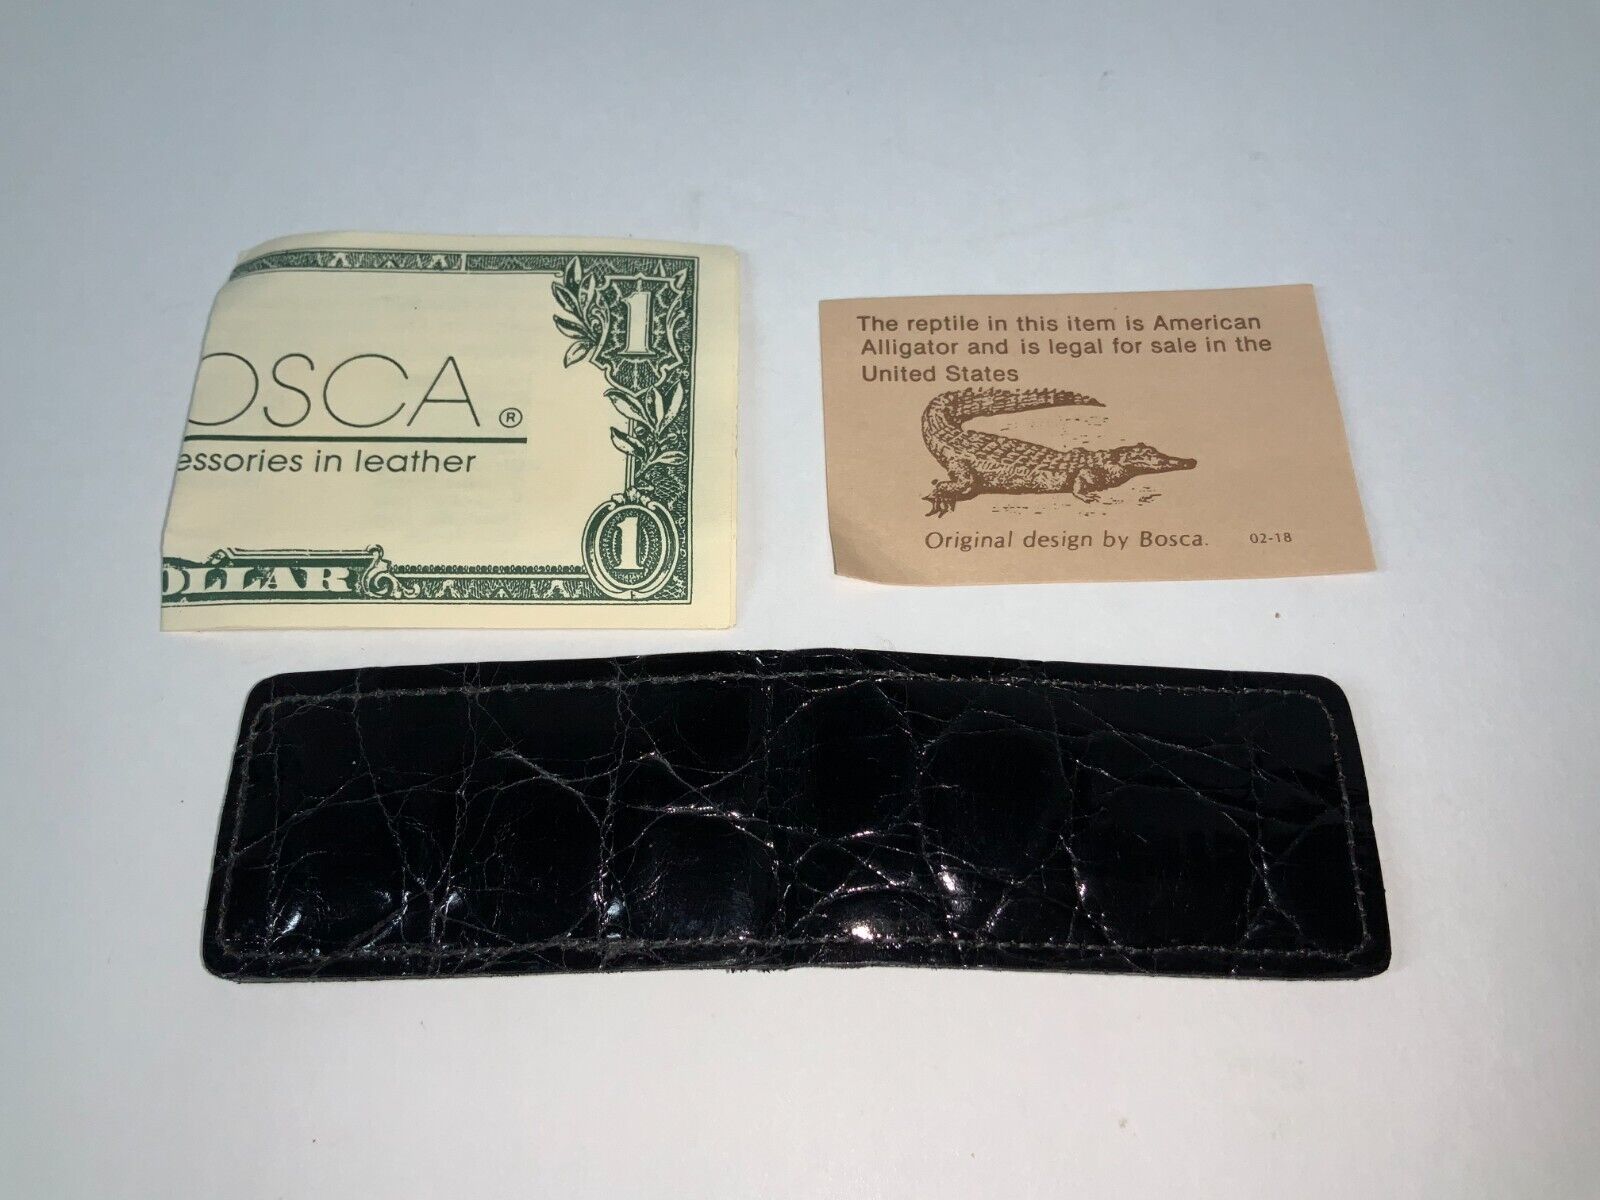 1
OSCA®
essories in leather
1
OLLAR
The reptile in this item is American
Alligator and is legal for sale in the
United States
Original design by Bosca. 02-18